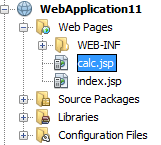 WebApplication11
Web Pages
WEB-INF
calc.jsp
index.jsp
Source Packages
Libraries
Configuration Files